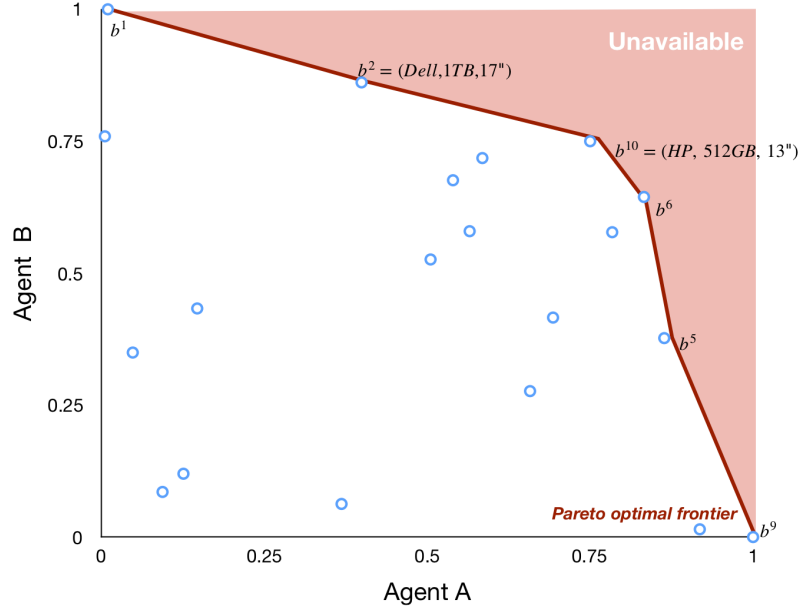 1
Unavailable
b¹
b² = (Dell,1TB,17")
0.75
b¹⁰ = (HP, 512GB, 13")
b⁶
Agent B
0.5
b⁵
0.25
Pareto optimal frontier
b⁹
0
0
0.25
0.5
0.75
1
Agent A